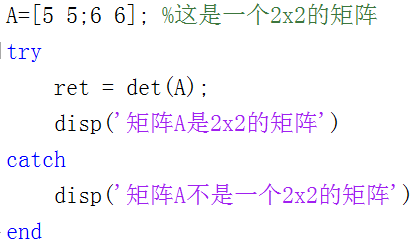 A=[5 5;6 6]; %这是一个2x2的矩阵
try
ret = det(A);
disp('矩阵A是2x2的矩阵')
catch
disp('矩阵A不是一个2x2的矩阵')
end